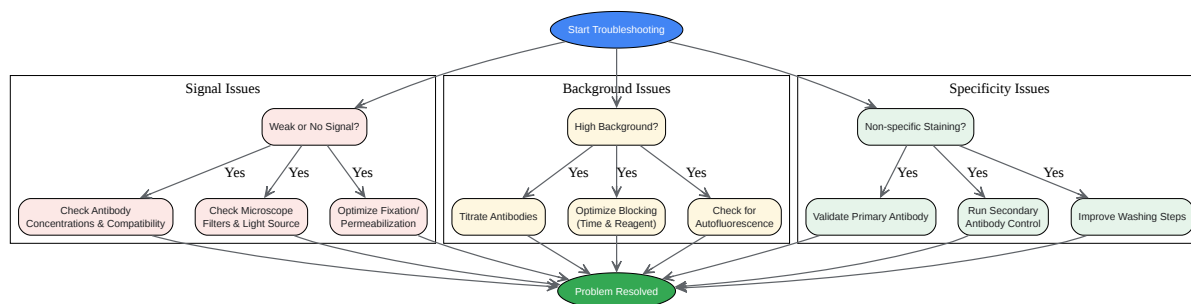 Start Troubleshooting
Signal Issues
Background Issues
Specificity Issues
Weak or No Signal?
High Background?
Non-specific Staining?
Yes
Yes
Yes
Yes
Yes
Yes
Yes
Yes
Yes
Check Antibody
Concentrations & Compatibility
Check Microscope
Filters & Light Source
Optimize Fixation/
Permeabilization
Titrate Antibodies
Optimize Blocking
(Time & Reagent)
Check for
Autofluorescence
Validate Primary Antibody
Run Secondary
Antibody Control
Improve Washing Steps
Problem Resolved